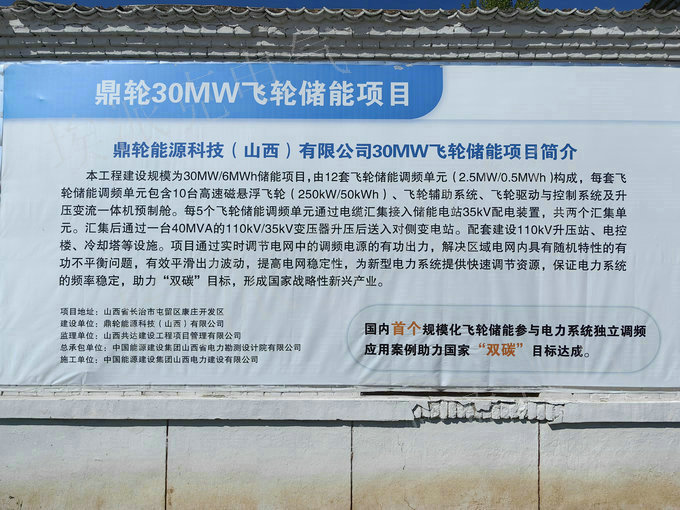 鼎轮30MW飞轮储能项目
鼎轮能源科技（山西）有限公司30MW飞轮储能项目简介
本工程建设规模为30MW/6MWh储能项目，由12套飞轮储能调频单元（2.5MW/0.5MWh)构成，每套飞
轮储能调频单元包含10台高速磁悬浮飞轮（250kW/50kWh）、飞轮辅助系统、飞轮驱动与控制系统及升
压变流一体机预制舱。每5个飞轮储能调频单元通过电缆汇集接入储能电站35kV配电装置，共两个汇集单
元。汇集后通过一台40MVA的110kV/35kV变压器升压后送入对侧变电站。配套建设110kV升压站、电控
楼、冷却塔等设施。项目通过实时调节电网中的调频电源的有功出力，解决区域电网内具有随机特性的有
功不平衡问题，有效平滑出力波动，提高电网稳定性，为新型电力系统提供快速调节资源，保证电力系统
的频率稳定，助力“双碳”目标，形成国家战略性新兴产业。
项目地址：山西省长治市屯留区康庄开发区
建设单位：鼎轮能源科技（山西）有限公司
监理单位：山西共达建设工程项目管理有限公司
总承包单位：中国能源建设集团山西省电力勘测设计院有限公司
施工单位：中国能源建设集团山西电力建设有限公司
国内首个规模化飞轮储能参与电力系统独立调频
应用案例助力国家“双碳”目标达成。